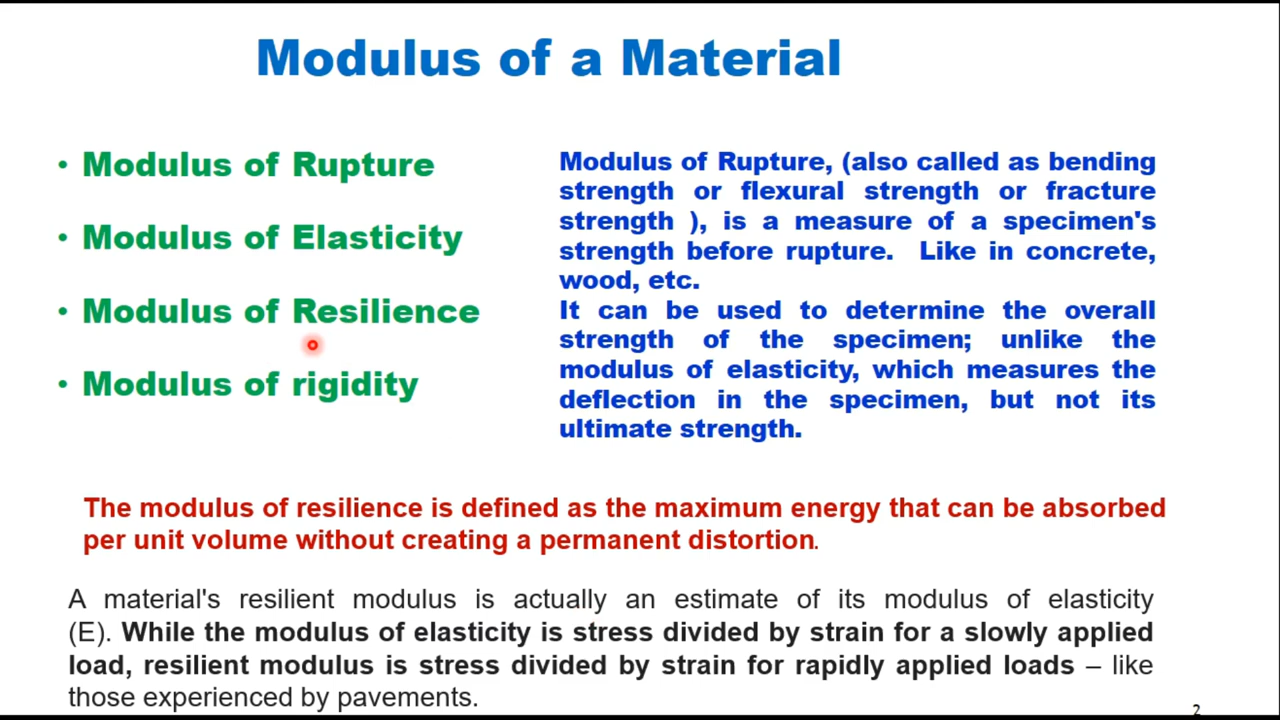 Modulus of a Material
• Modulus of Rupture
• Modulus of Elasticity
• Modulus of Resilience
• Modulus of rigidity
Modulus of Rupture, (also called as bending
strength or flexural strength or fracture
strength ), is a measure of a specimen's
strength before rupture. Like in concrete,
wood, etc.
It can be used to determine the overall
strength of the specimen; unlike the
modulus of elasticity, which measures the
deflection in the specimen, but not its
ultimate strength.
The modulus of resilience is defined as the maximum energy that can be absorbed
per unit volume without creating a permanent distortion.
A material's resilient modulus is actually an estimate of its modulus of elasticity
(E). While the modulus of elasticity is stress divided by strain for a slowly applied
load, resilient modulus is stress divided by strain for rapidly applied loads – like
those experienced by pavements.
2